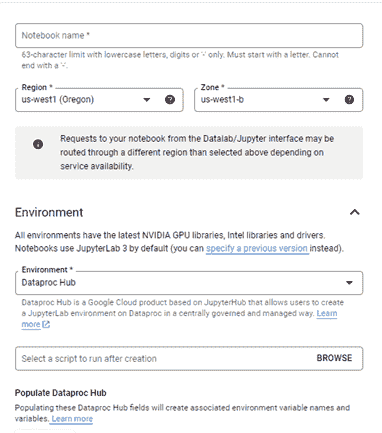 Notebook name *
63-character limit with lowercase letters, digits or '-' only. Must start with a letter. Cannot
end with a '-'.
Region * Zone *
us-west1 (Oregon) us-west1-b
Requests to your notebook from the Datalab/Jupyter interface may be
routed through a different region than selected above depending on
service availability.
Environment
All environments have the latest NVIDIA GPU libraries, Intel libraries and drivers.
Notebooks use JupyterLab 3 by default (you can specify a previous version instead).
Environment *
Dataproc Hub
Dataproc Hub is a Google Cloud product based on JupyterHub that allows users to create
a JupyterLab environment on Dataproc in a centrally governed and managed way. Learn
more
Select a script to run after creation BROWSE
Populate Dataproc Hub
Populating these Dataproc Hub fields will create associated environment variable names and
variables. Learn more